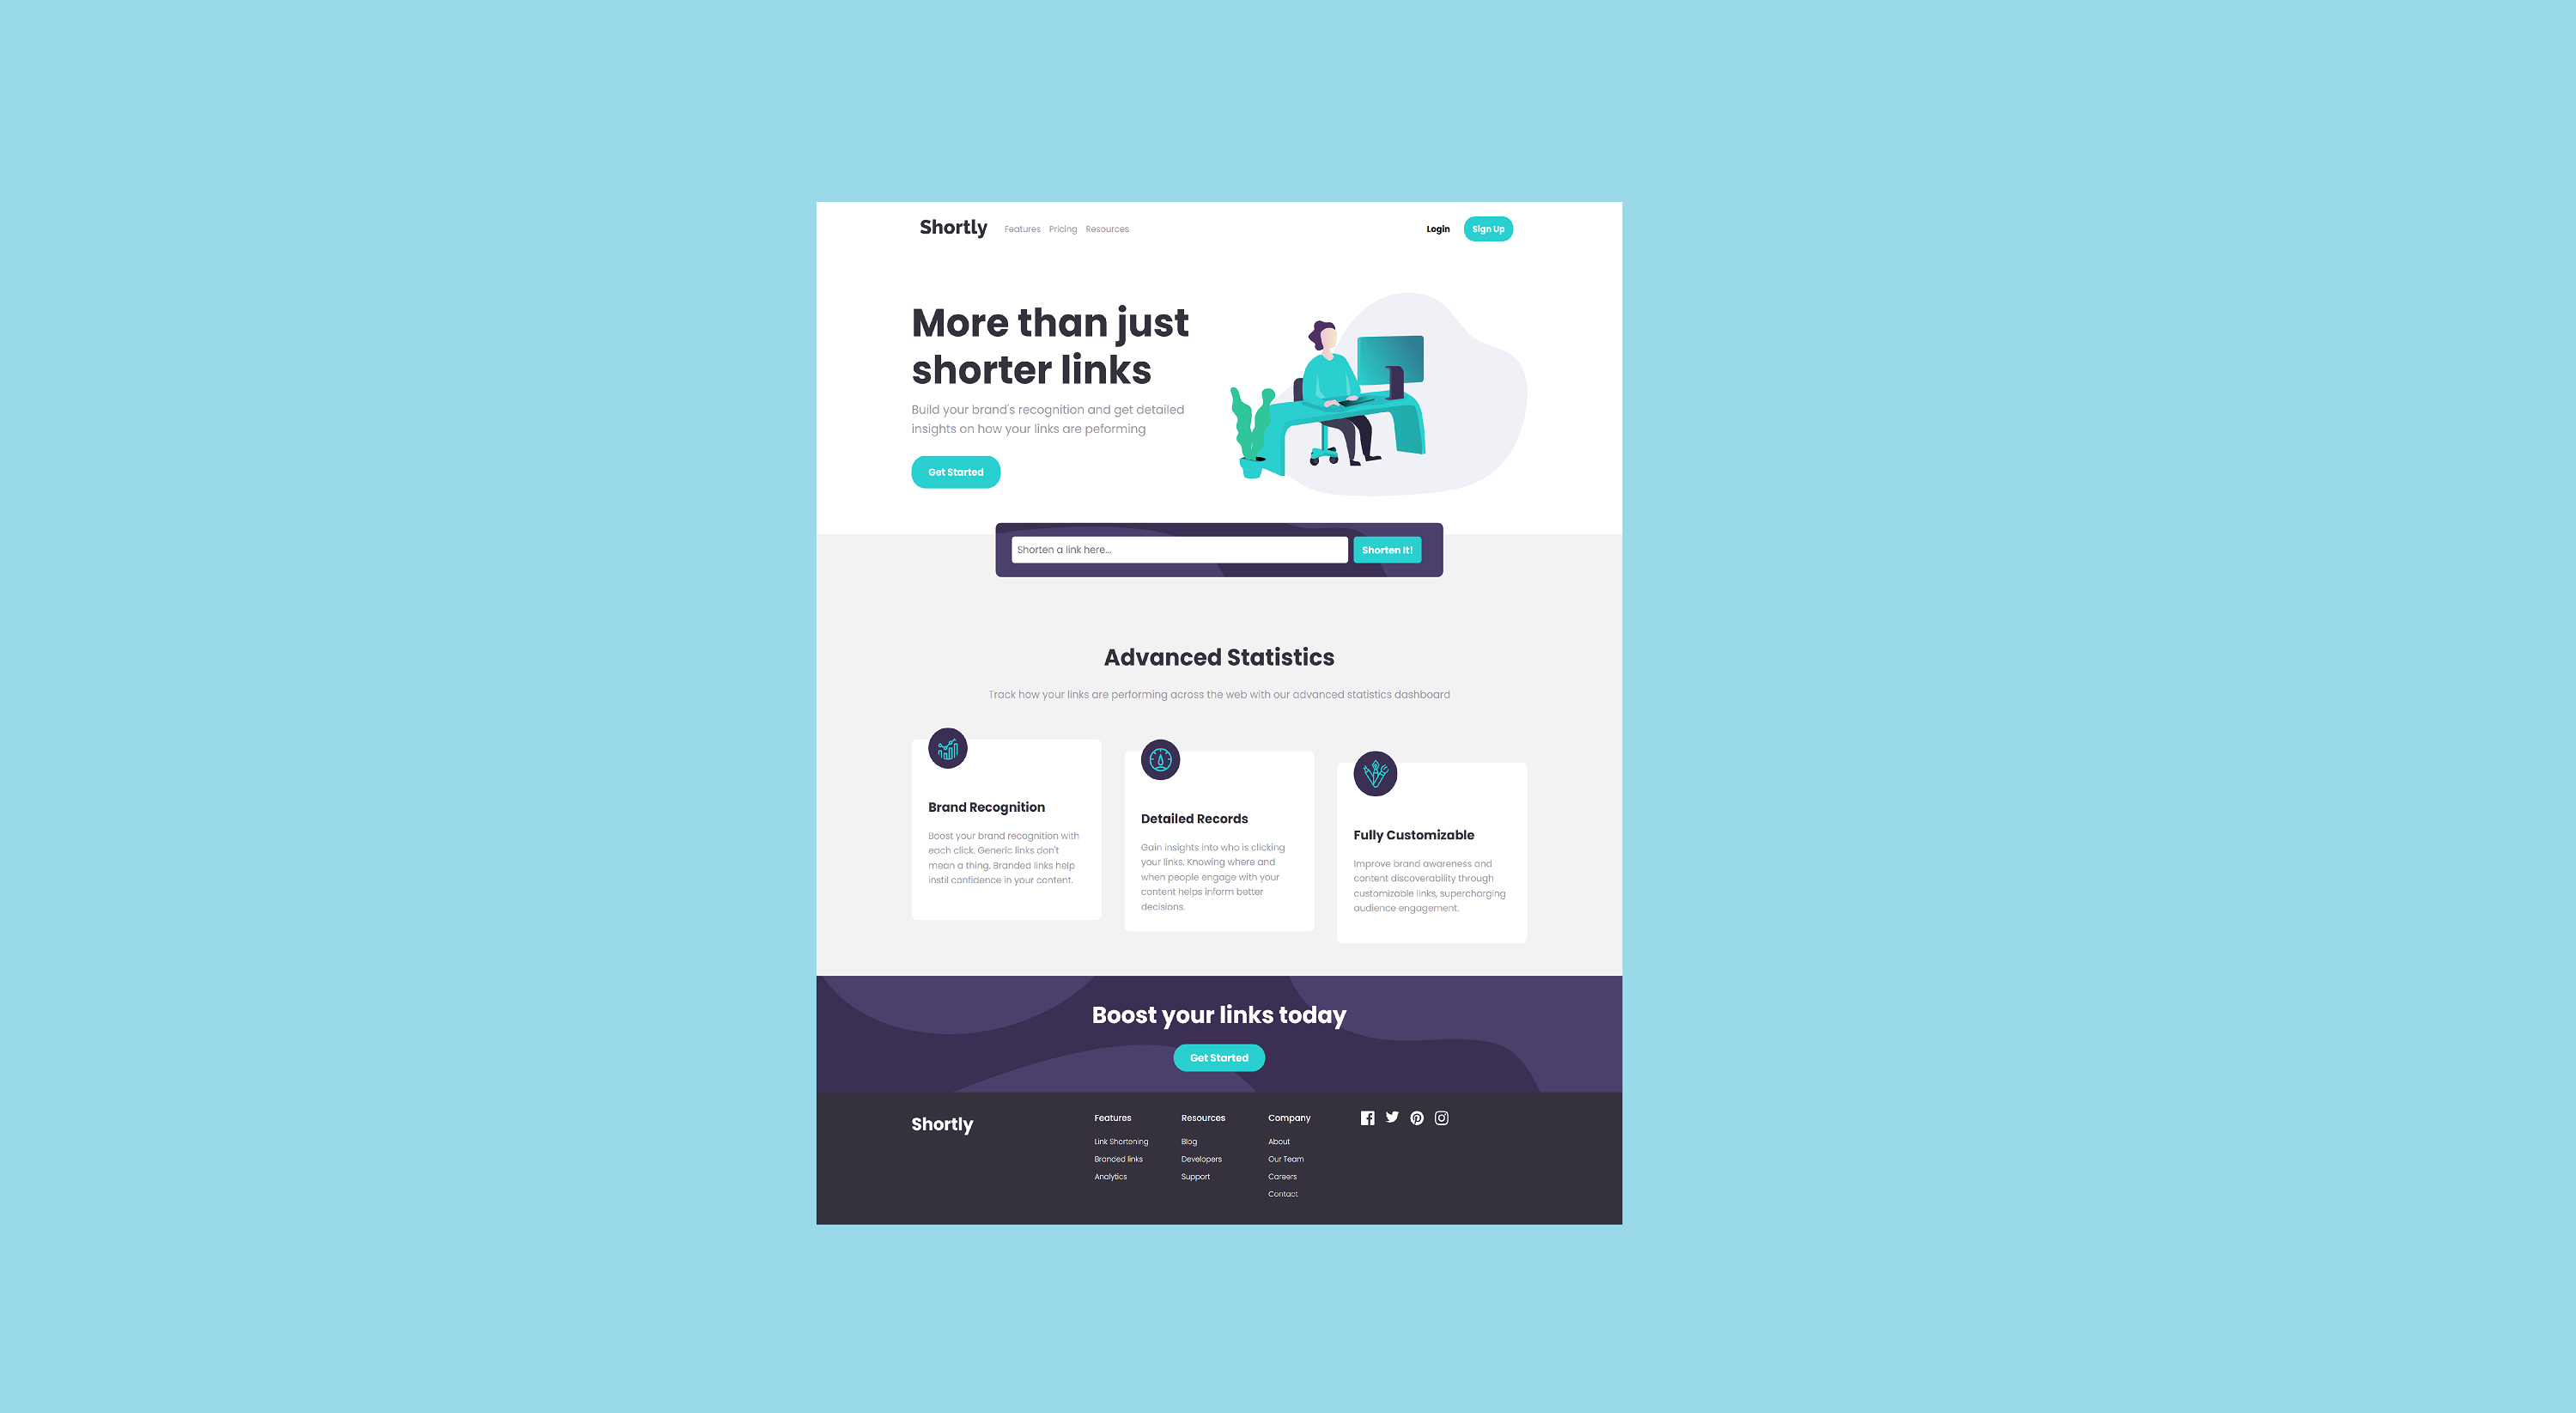 Shortly Features Pricing Resources Login Sign Up
More than just
shorter links
Build your brand's recognition and get detailed
insights on how your links are peforming
Get Started
Shorten a link here...
Shorten It!
Advanced Statistics
Track how your links are performing across the web with our advanced statistics dashboard
Brand Recognition
Boost your brand recognition with
each click. Generic links don't
mean a thing. Branded links help
instil confidence in your content.
Detailed Records
Gain insights into who is clicking
your links. Knowing where and
when people engage with your
content helps inform better
decisions.
Fully Customizable
Improve brand awareness and
content discoverability through
customizable links, supercharging
audience engagement.
Boost your links today
Get Started
Shortly
Features
Link Shortening
Branded links
Analytics
Resources
Blog
Developers
Support
Company
About
Our Team
Careers
Contact